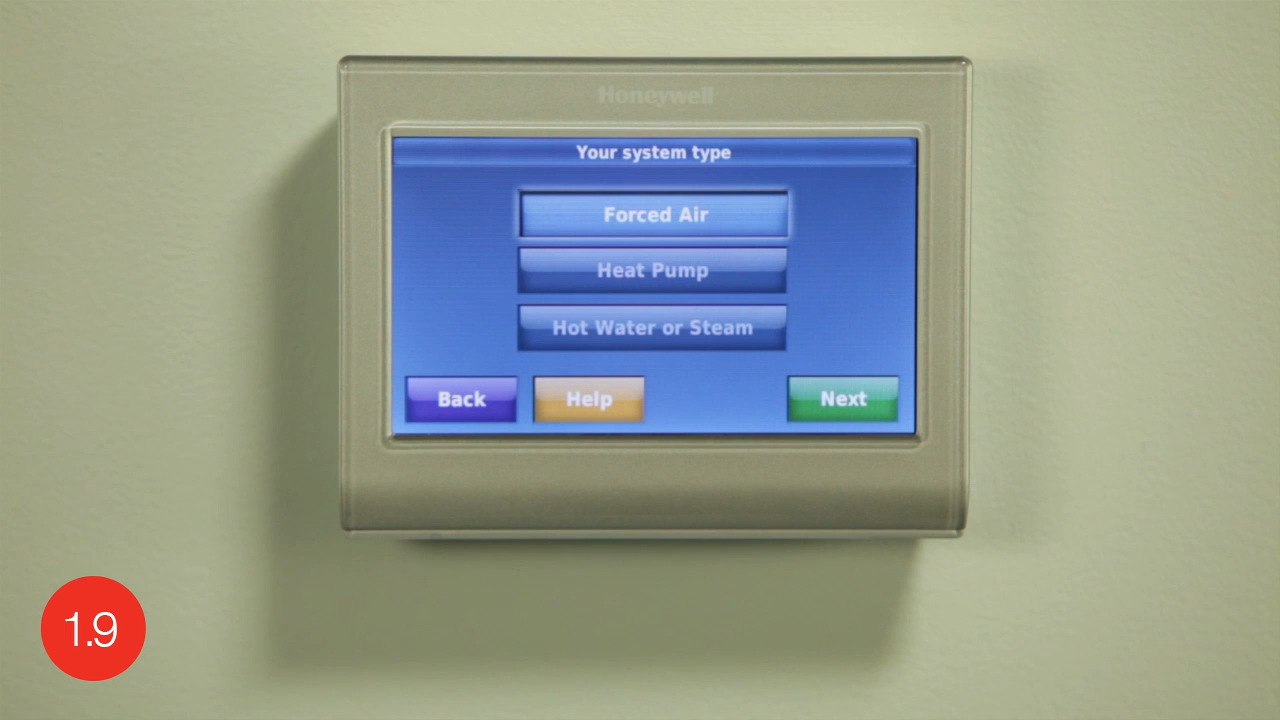 Honeywell
Your system type
Forced Air
Heat Pump
Hot Water or Steam
Back
Help
Next
1.9